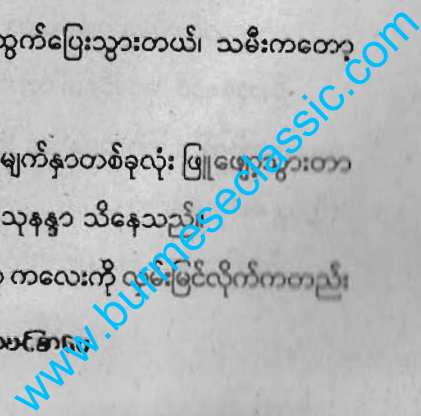 ထွက်ပြေးသွားတယ်၊ သမီးကတော့
မျက်နှာတစ်ခုလုံး ဖြူဖျော့သွားတာ
သုနန္ဒာ သိနေသည်။
ကလေးကို လှမ်းမြင်လိုက်ကတည်း
www.burmeseclassic.com